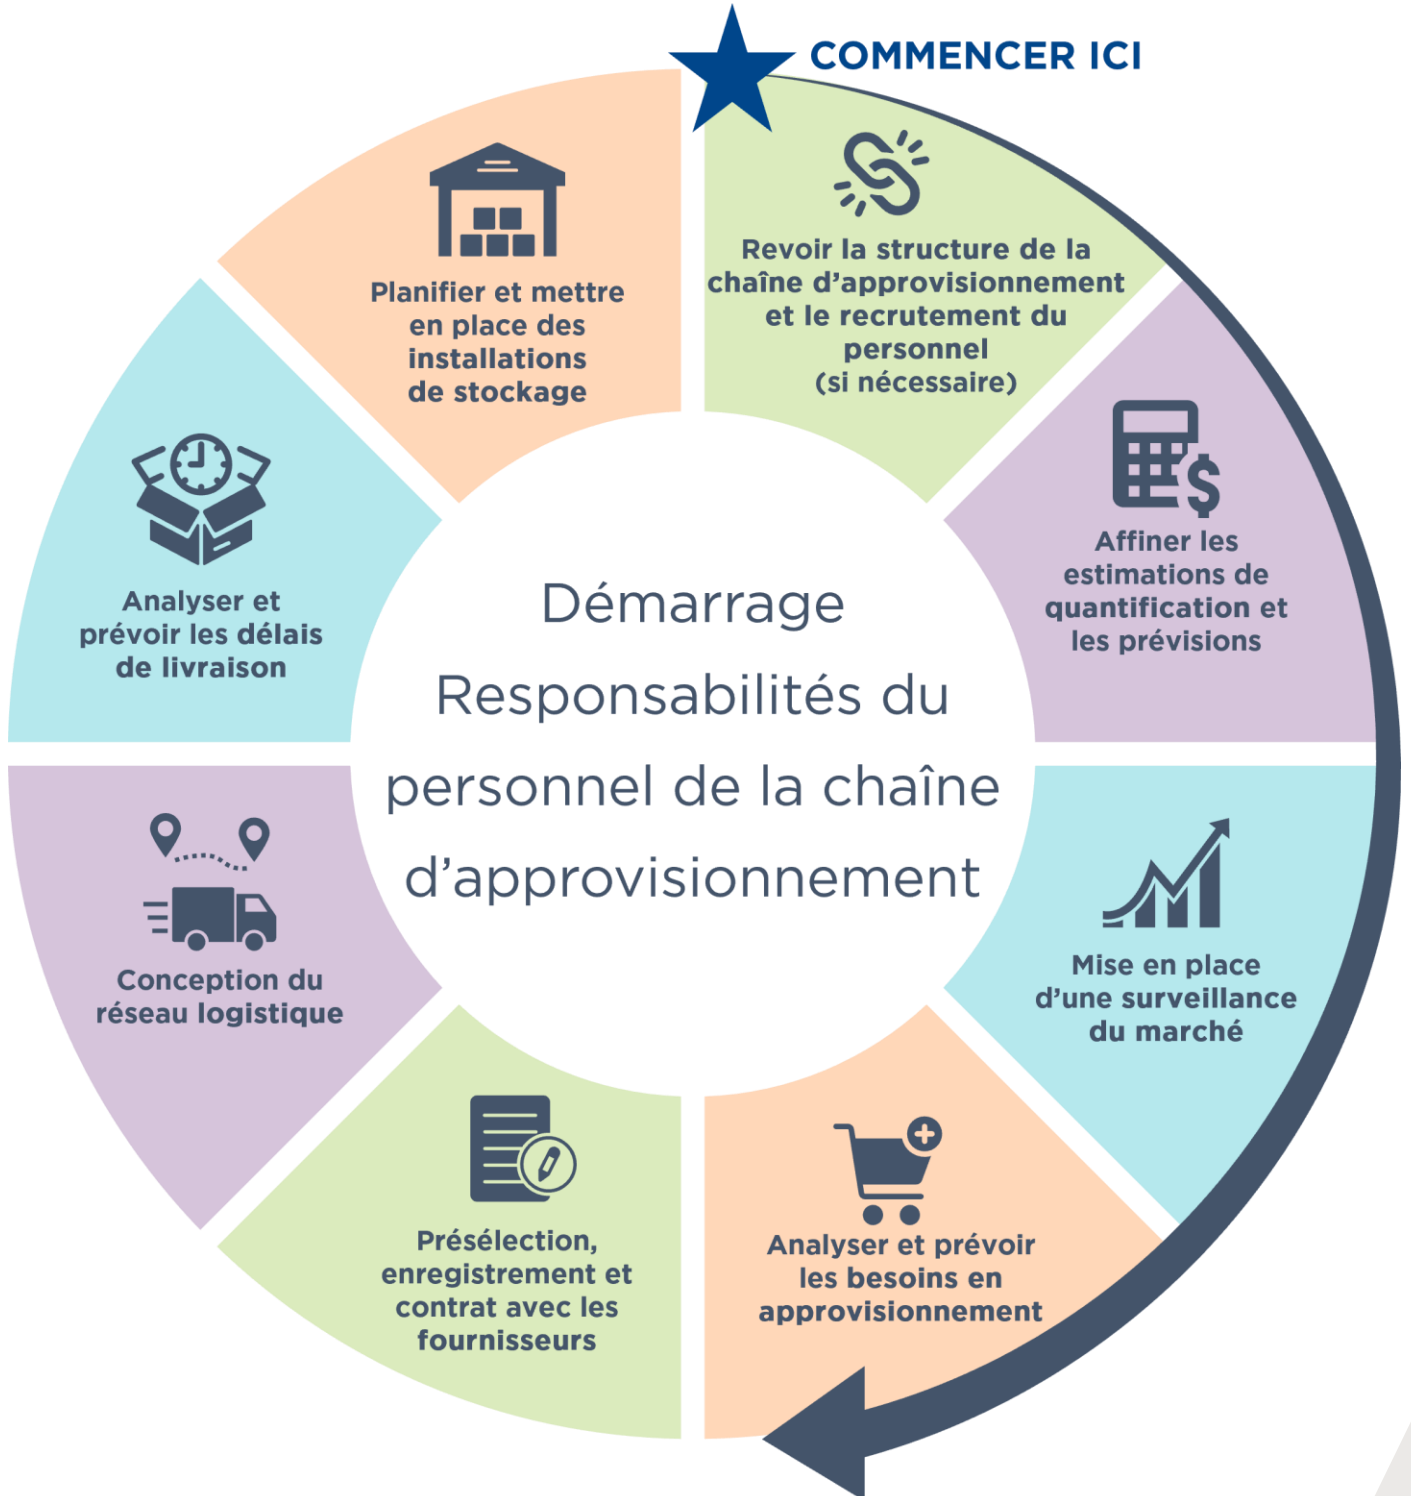 COMMENCER ICI
Revoir la structure de la
chaîne d’approvisionnement
et le recrutement du
personnel
(si nécessaire)
Affiner les
estimations de
quantification et
les prévisions
Mise en place
d’une surveillance
du marché
Analyser et prévoir
les besoins en
approvisionnement
Présélection,
enregistrement et
contrat avec les
fournisseurs
Conception du
réseau logistique
Analyser et
prévoir les délais
de livraison
Planifier et mettre
en place des
installations
de stockage
Démarrage
Responsabilités du
personnel de la chaîne
d’approvisionnement